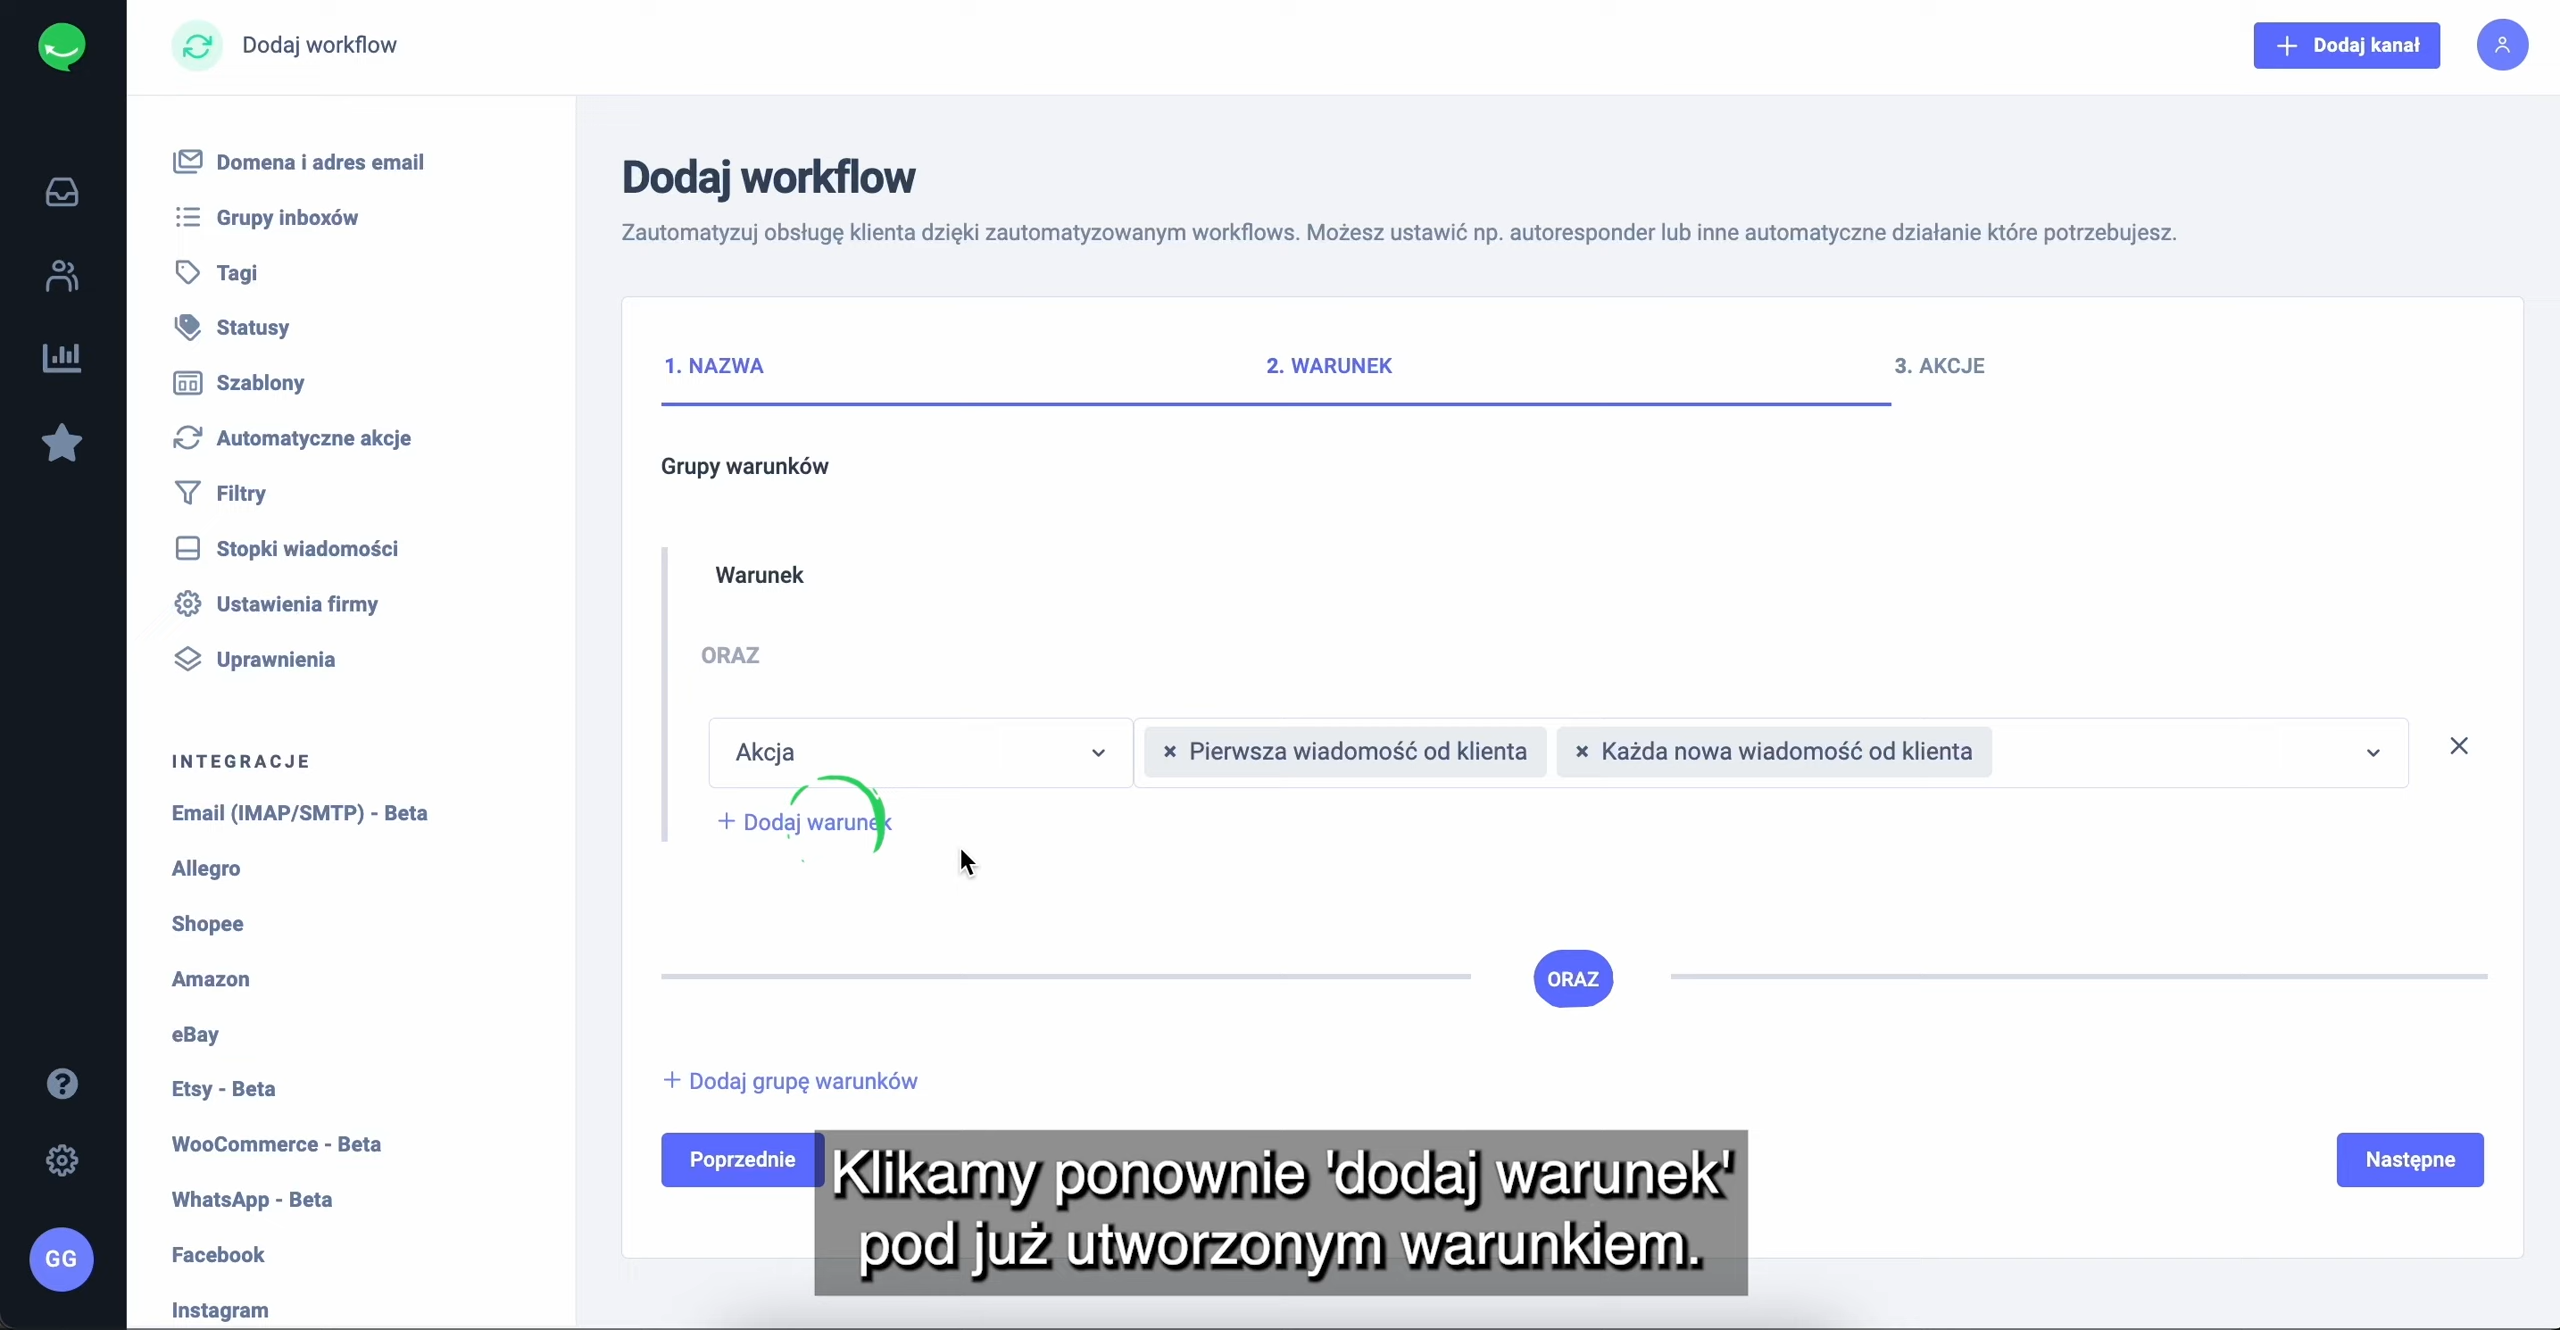 Dodaj workflow
Dodaj kanał
Domena i adres email
Grupy inboxów
Tagi
Statusy
Szablony
Automatyczne akcje
Filtry
Stopki wiadomości
Ustawienia firmy
Uprawnienia
INTEGRACJE
Email (IMAP/SMTP) - Beta
Allegro
Shopee
Amazon
eBay
Etsy - Beta
WooCommerce - Beta
WhatsApp - Beta
Facebook
Instagram
GG
Dodaj workflow
Zautomatyzuj obsługę klienta dzięki zautomatyzowanym workflows. Możesz ustawić np. autoresponder lub inne automatyczne działanie które potrzebujesz.
1. NAZWA
2. WARUNEK
3. AKCJE
Grupy warunków
Warunek
ORAZ
Akcja
× Pierwsza wiadomość od klienta
× Każda nowa wiadomość od klienta
+ Dodaj warunek
ORAZ
+ Dodaj grupę warunków
Poprzednie
Następne
Klikamy ponownie 'dodaj warunek'
pod już utworzonym warunkiem.